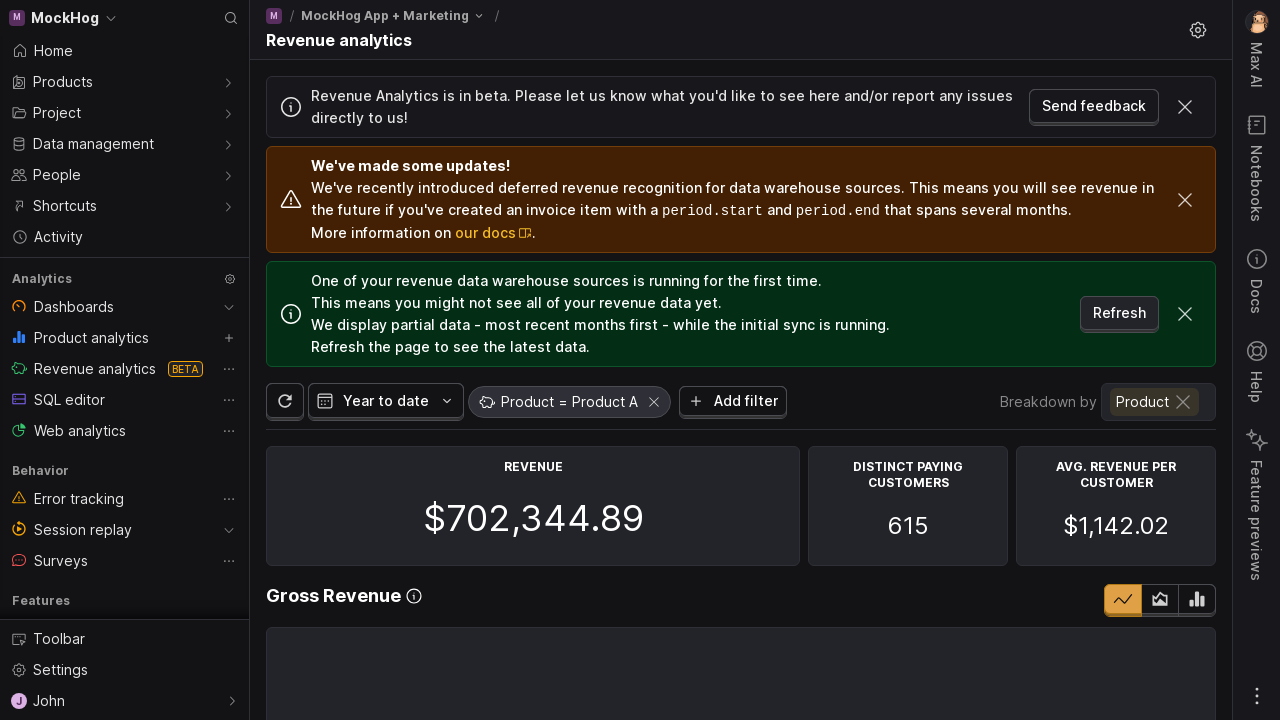 M MockHog
Home
Products
Project
Data management
People
Shortcuts
Activity
Analytics
Dashboards
Product analytics
Revenue analytics BETA
SQL editor
Web analytics
Behavior
Error tracking
Session replay
Surveys
Features
Toolbar
Settings
J John
M / MockHog App + Marketing /
Revenue analytics
Revenue Analytics is in beta. Please let us know what you'd like to see here and/or report any issues
directly to us!
Send feedback
We've made some updates!
We've recently introduced deferred revenue recognition for data warehouse sources. This means you will see revenue in
the future if you've created an invoice item with a period.start and period.end that spans several months.
More information on our docs.
One of your revenue data warehouse sources is running for the first time.
This means you might not see all of your revenue data yet.
We display partial data - most recent months first - while the initial sync is running.
Refresh the page to see the latest data.
Refresh
Year to date
Product = Product A
Add filter
Breakdown by Product
REVENUE
$702,344.89
DISTINCT PAYING
CUSTOMERS
615
AVG. REVENUE PER
CUSTOMER
$1,142.02
Gross Revenue
Max AI
Notebooks
Docs
Help
Feature previews